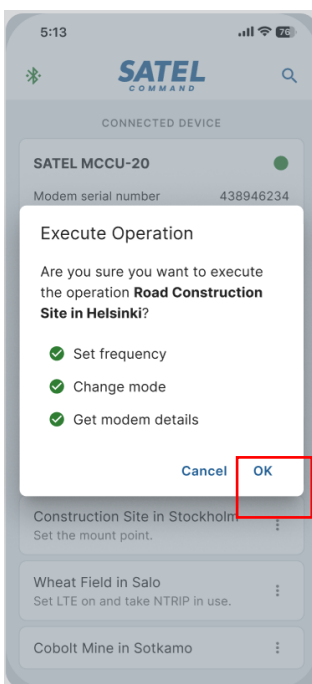 5:13
76
SATEL
COMMAND
CONNECTED DEVICE
SATEL MCCU-20
Modem serial number 438946234
Execute Operation
Are you sure you want to execute
the operation Road Construction
Site in Helsinki?
Set frequency
Change mode
Get modem details
Cancel OK
Construction Site in Stockholm
Set the mount point.
Wheat Field in Salo
Set LTE on and take NTRIP in use.
Cobolt Mine in Sotkamo